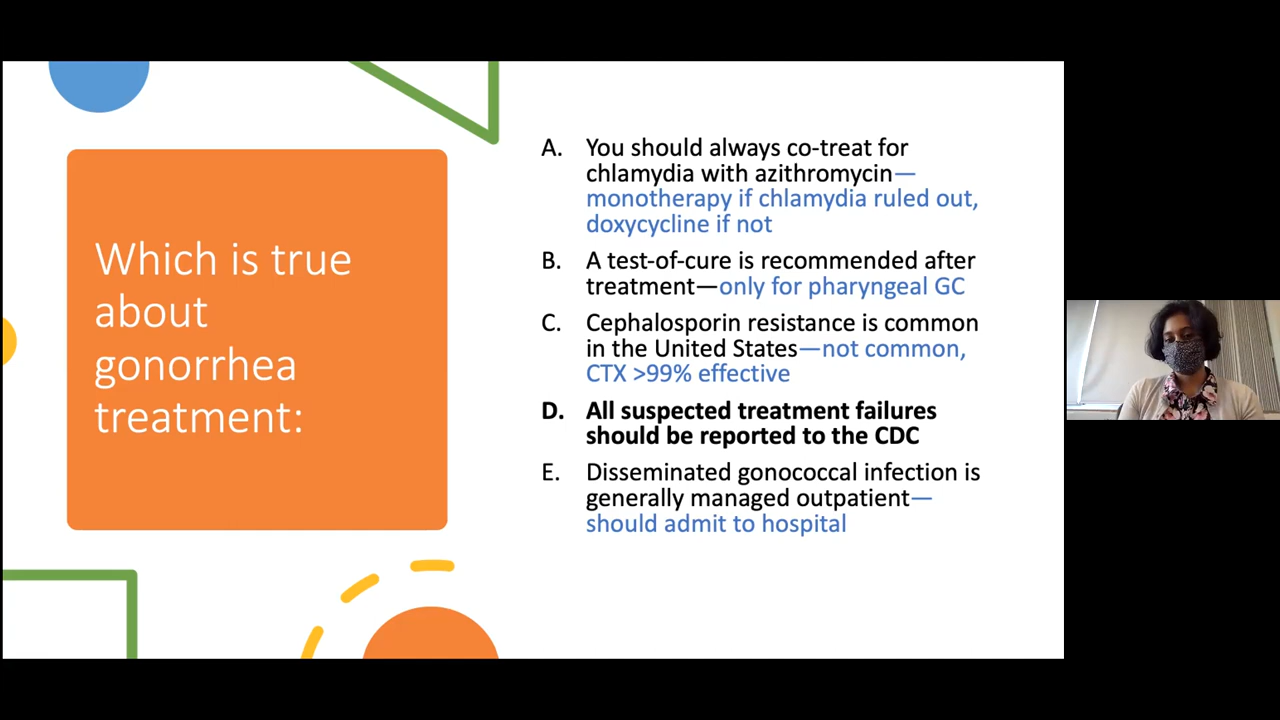 Which is true
about
gonorrhea
treatment:
A. You should always co-treat for
chlamydia with azithromycin—
monotherapy if chlamydia ruled out,
doxycycline if not
B. A test-of-cure is recommended after
treatment—only for pharyngeal GC
C. Cephalosporin resistance is common
in the United States—not common,
CTX >99% effective
D. All suspected treatment failures
should be reported to the CDC
E. Disseminated gonococcal infection is
generally managed outpatient—
should admit to hospital